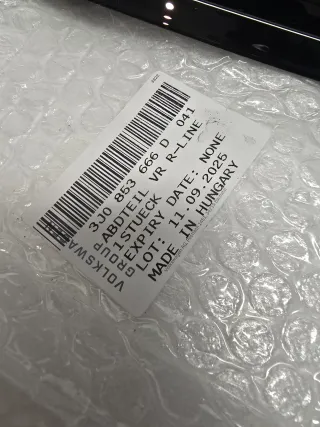 3J0 853 666 D 041
ABDTEIL VR R-LINE
1STUECK
EXPIRY DATE: NONE
LOT: 11.09.2025
MADE IN HUNGARY
VOLKSWA
GROUP